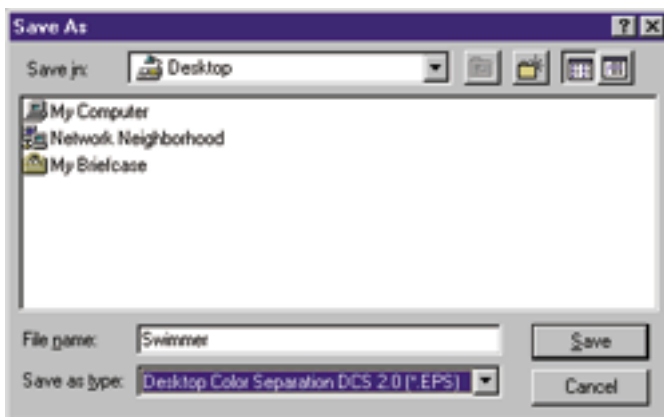 Save As
Save in: Desktop
My Computer
Network Neighborhood
My Briefcase
File name: Swimmer Save
Save as type: Desktop Color Separation DCS 2.0 (*.EPS) Cancel